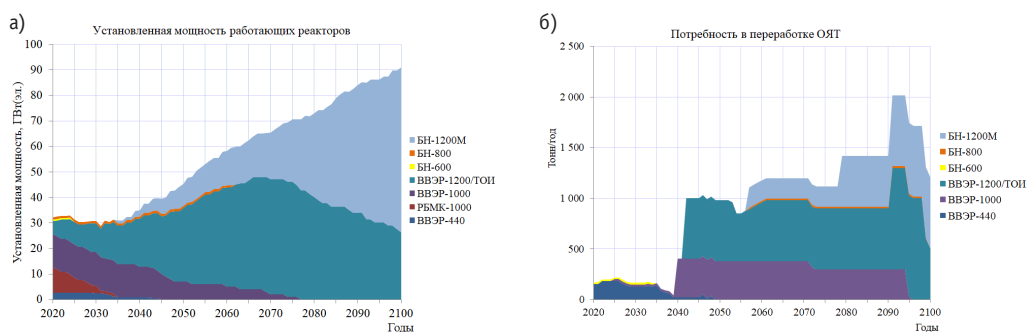 а)
Установленная мощность работающих реакторов
Установленная мощность, ГВт(эл.)
100
90
80
70
60
50
40
30
20
10
0
2020
2030
2040
2050
2060
2070
2080
2090
2100
Годы
БН-1200М
БН-800
БН-600
ВВЭР-1200/ТОИ
ВВЭР-1000
РБМК-1000
ВВЭР-440
б)
Потребность в переработке ОЯТ
Тонн/год
2 500
2 000
1 500
1 000
500
0
2020
2030
2040
2050
2060
2070
2080
2090
2100
Годы
БН-1200М
БН-800
БН-600
ВВЭР-1200/ТОИ
ВВЭР-1000
ВВЭР-440